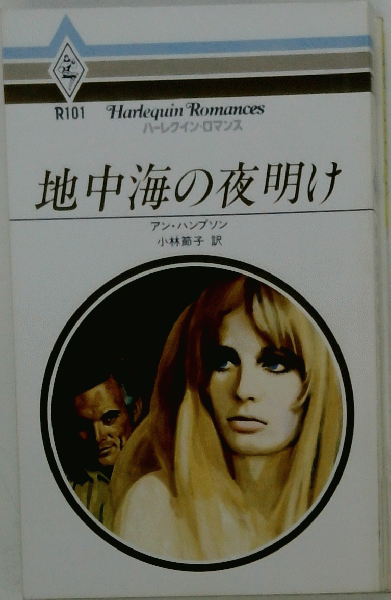 R101
Harlequin Romances
ハーレクイン・ロマンス
地中海の夜明け
アン・ハンプソン
小林節子 訳